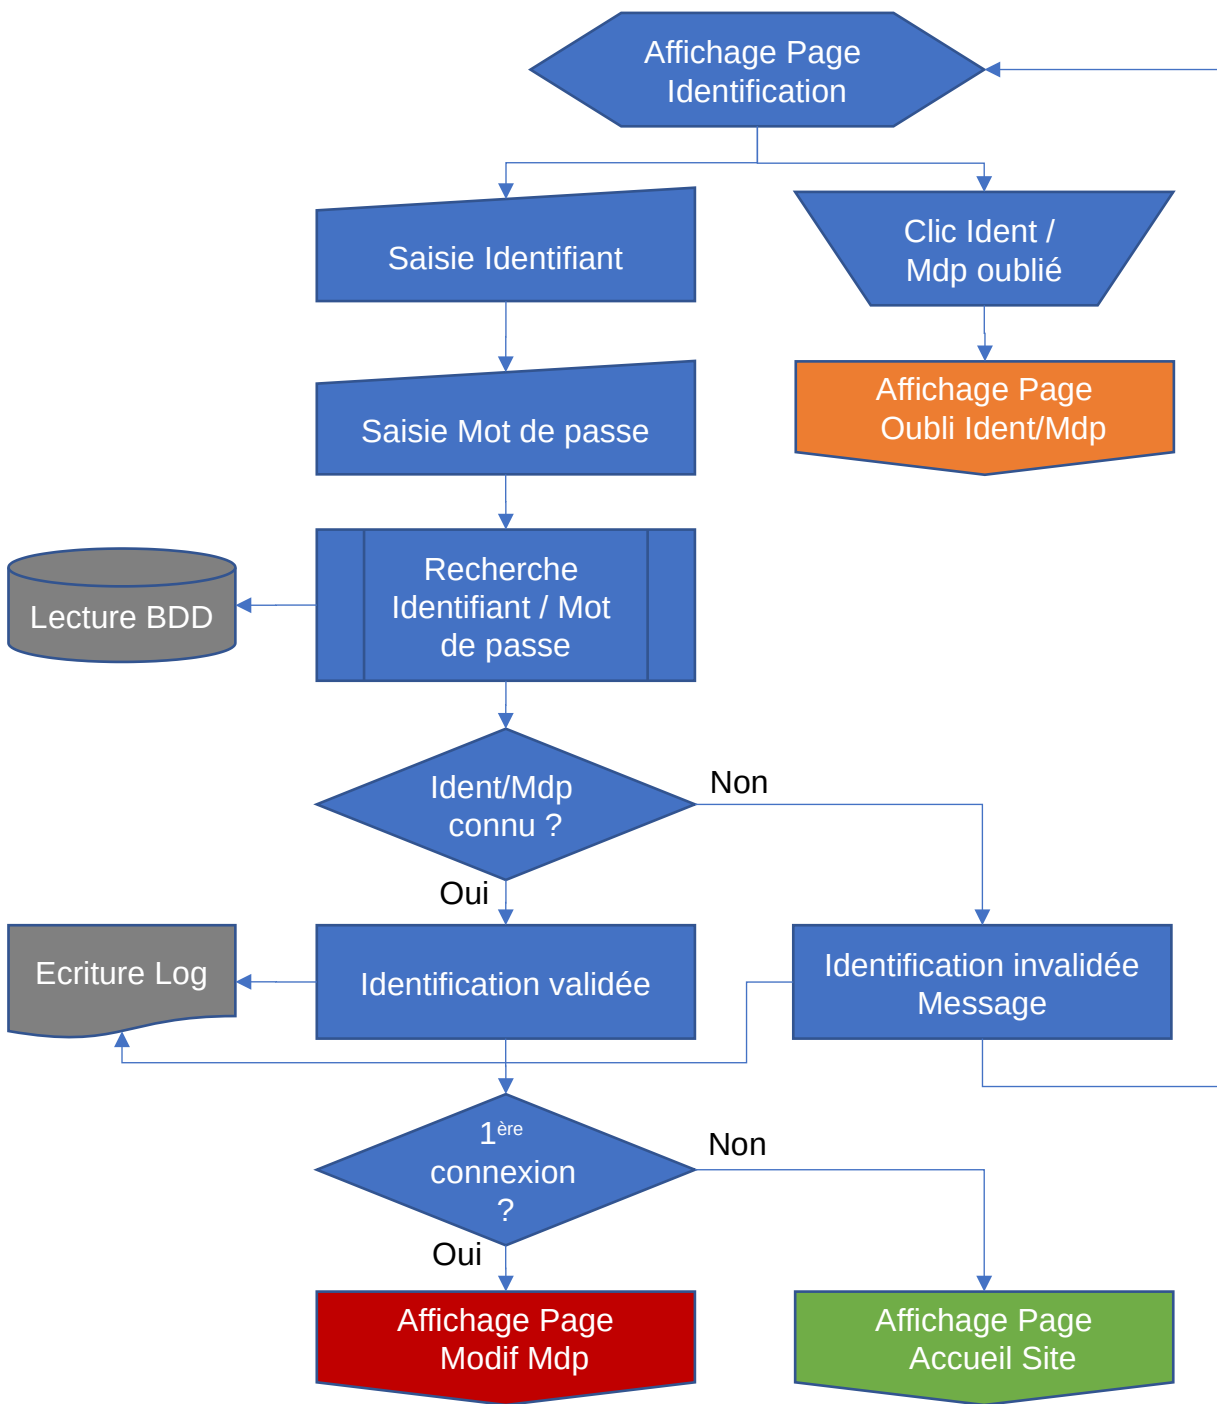 Affichage Page
Identification
Saisie Identifiant
Clic Ident /
Mdp oublié
Affichage Page
Oubli Ident/Mdp
Saisie Mot de passe
Recherche
Identifiant / Mot
de passe
Lecture BDD
Ident/Mdp
connu ?
Non
Oui
Ecriture Log
Identification validée
Identification invalidée
Message
1ère
connexion
?
Non
Oui
Affichage Page
Modif Mdp
Affichage Page
Accueil Site